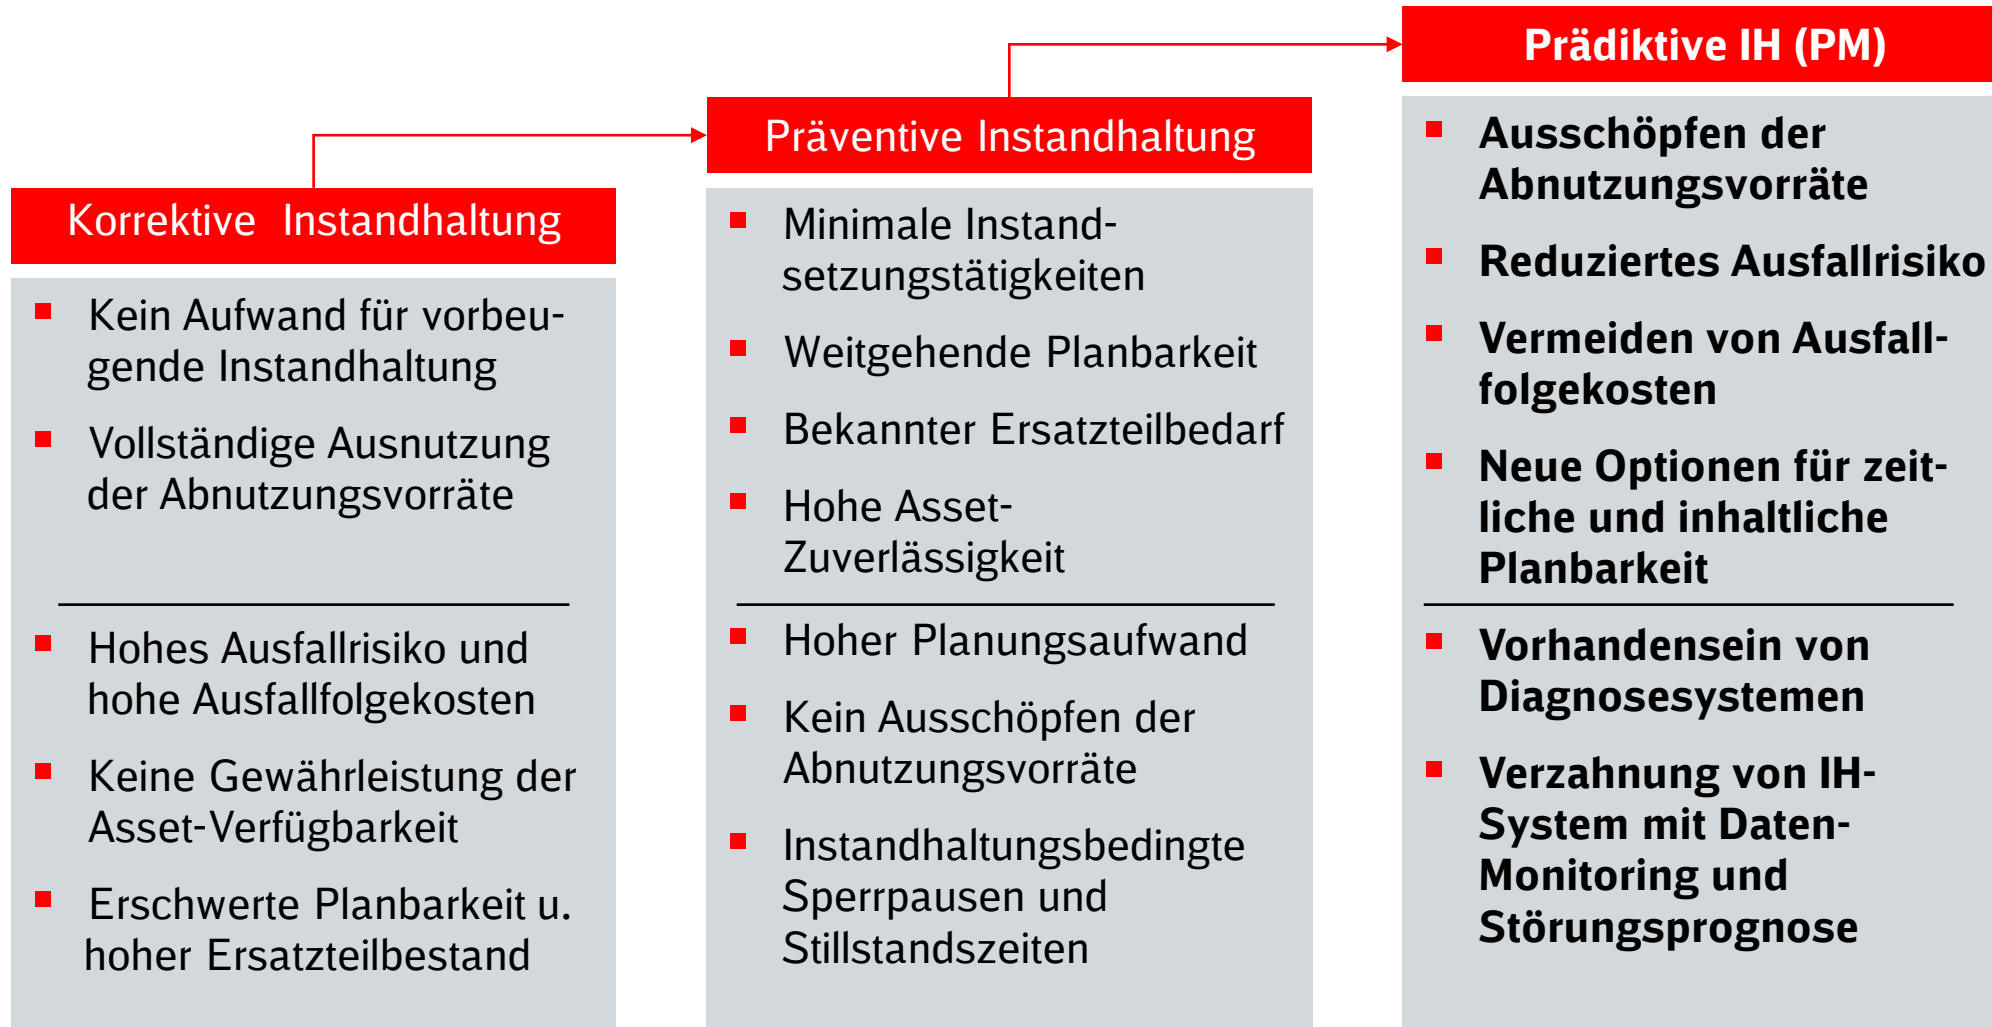 Korrektive Instandhaltung
Kein Aufwand für vorbeu-
gende Instandhaltung
Vollständige Ausnutzung
der Abnutzungsvorräte
Hohes Ausfallrisiko und
hohe Ausfallfolgekosten
Keine Gewährleistung der
Asset-Verfügbarkeit
Erschwerte Planbarkeit u.
hoher Ersatzteilbestand
Präventive Instandhaltung
Minimale Instand-
setzungstätigkeiten
Weitgehende Planbarkeit
Bekannter Ersatzteilbedarf
Hohe Asset-
Zuverlässigkeit
Hoher Planungsaufwand
Kein Ausschöpfen der
Abnutzungsvorräte
Instandhaltungsbedingte
Sperrpausen und
Stillstandszeiten
Prädiktive IH (PM)
Ausschöpfen der
Abnutzungsvorräte
Reduziertes Ausfallrisiko
Vermeiden von Ausfall-
folgekosten
Neue Optionen für zeit-
liche und inhaltliche
Planbarkeit
Vorhandensein von
Diagnosesystemen
Verzahnung von IH-
System mit Daten-
Monitoring und
Störungsprognose